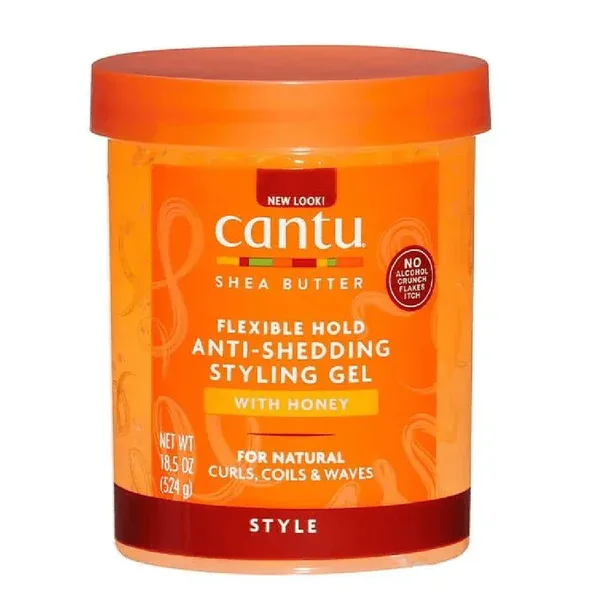 NEW LOOK!
cantu.
SHEA BUTTER
NO
ALCOHOL
CRUNCH
FLAKES
ITCH
FLEXIBLE HOLD
ANTI-SHEDDING
STYLING GEL
WITH HONEY
NET WT
18.5 OZ
(524 g)
FOR NATURAL
CURLS, COILS & WAVES
STYLE